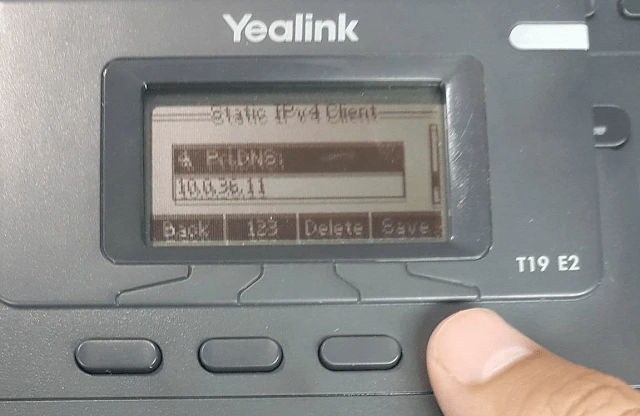 Yealink
Static IPv4 Client
4. Pri.DNS:
10.0.36.11
Back 123 Delete Save
T19 E2